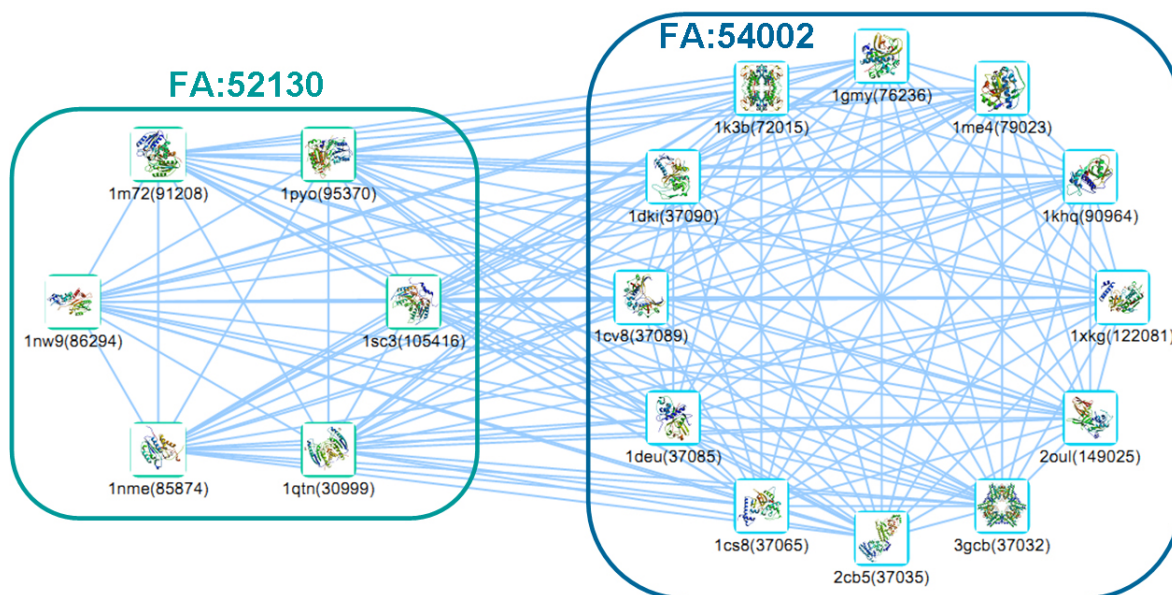 FA:52130
1m72(91208)
1pyo(95370)
1nw9(86294)
1sc3(105416)
1nme(85874)
1qtn(30999)
FA:54002
1gmy(76236)
1k3b(72015)
1me4(79023)
1dki(37090)
1khq(90964)
1cv8(37089)
1xkg(122081)
1deu(37085)
2oul(149025)
1cs8(37065)
3gcb(37032)
2cb5(37035)